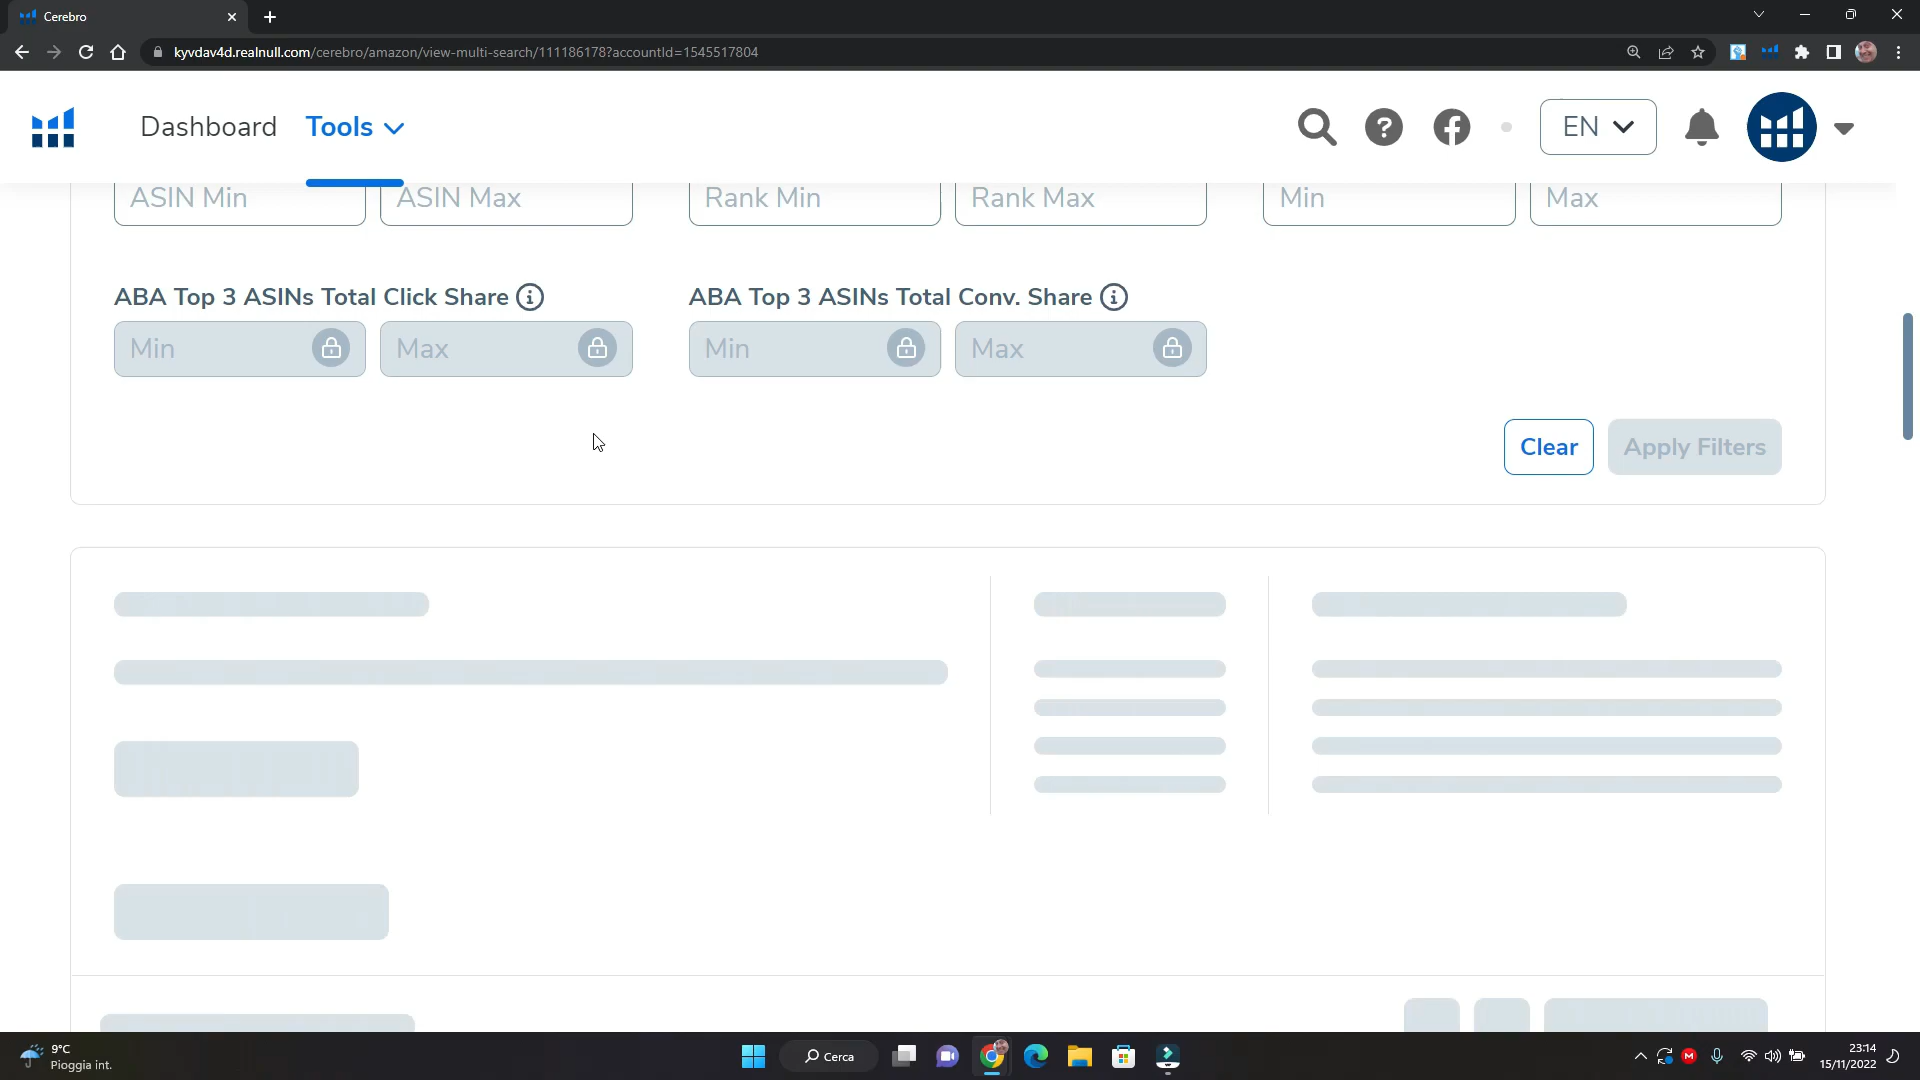 Cerebro
kyvdav4d.realnull.com/cerebro/amazon/view-multi-search/111186178?accountId=1545517804
Dashboard Tools EN
ASIN Min ASIN Max Rank Min Rank Max Min Max
ABA Top 3 ASINs Total Click Share ABA Top 3 ASINs Total Conv. Share
Min Max Min Max
Clear Apply Filters
9°C
Pioggia int.
Cerca
23:14
15/11/2022